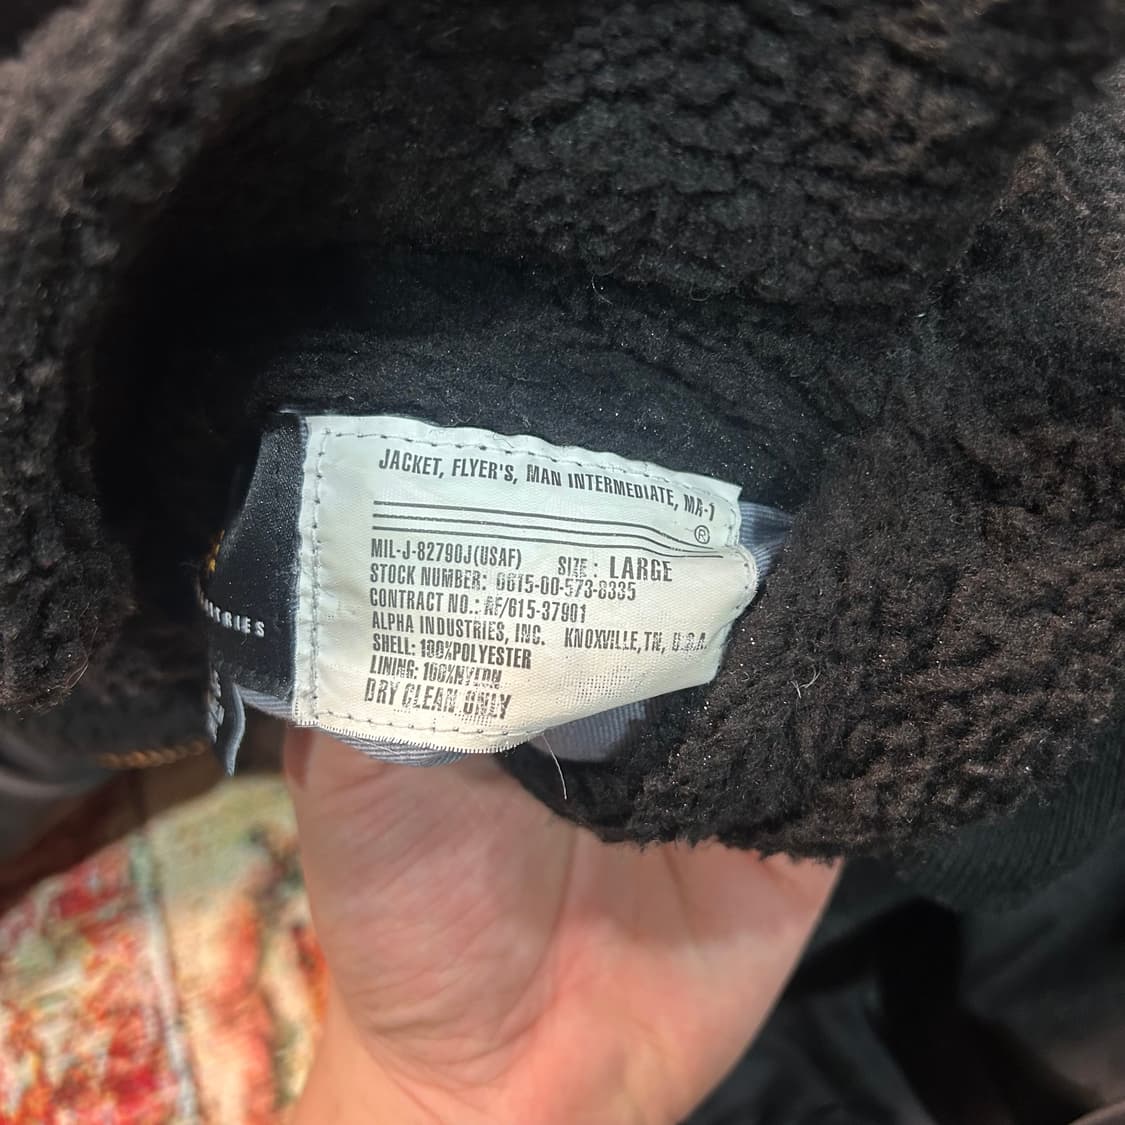 JACKET, FLYER'S, MAN INTERMEDIATE, MA-1
®
MIL-J-82790J(USAF) SIZE: LARGE
STOCK NUMBER: 0615-00-573-8335
CONTRACT NO.: AF/615-37901
ALPHA INDUSTRIES, INC. KNOXVILLE, TN, U.S.A.
SHELL: 100%POLYESTER
LINING: 100%NYLON
DRY CLEAN ONLY